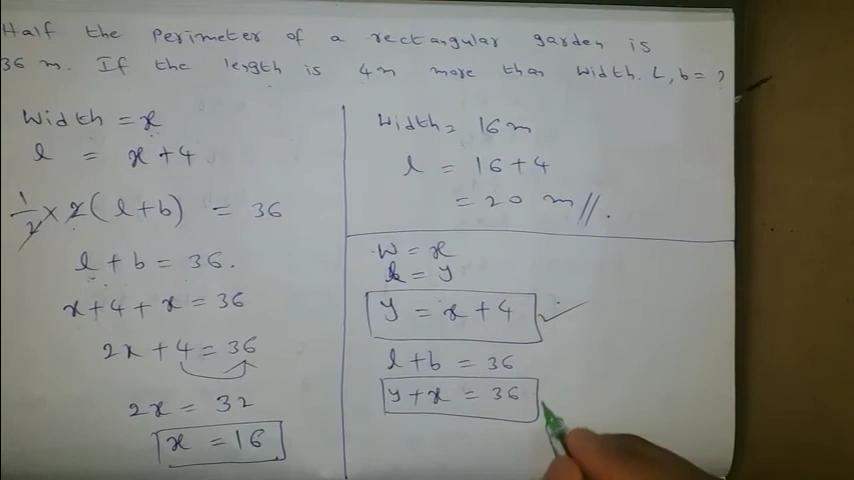 Half the perimeter of a rectangular garden is
36 m. If the length is 4m more than width. L, b = ?
Width = x
l = x + 4
1/2 × 2(l + b) = 36
l + b = 36.
x + 4 + x = 36
2x + 4 = 36
2x = 32
x = 16
Width = 16m
l = 16 + 4
= 20 m //.
W = x
l = y
y = x + 4 ✓
l + b = 36
y + x = 36